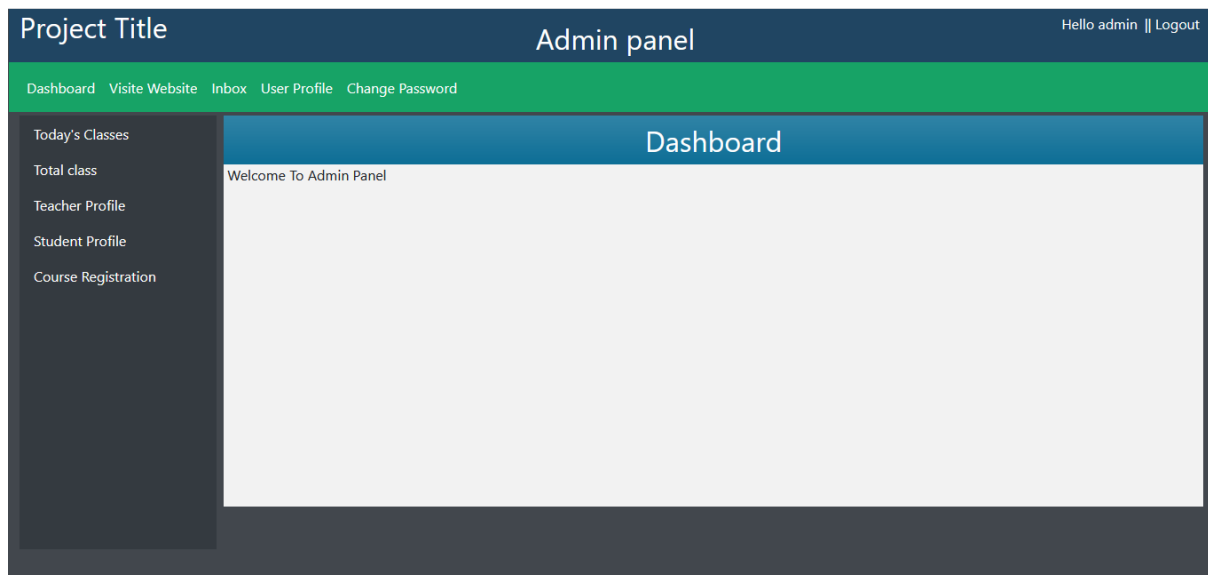 Project Title
Admin panel
Hello admin || Logout
Dashboard Visite Website Inbox User Profile Change Password
Today's Classes
Total class
Teacher Profile
Student Profile
Course Registration
Dashboard
Welcome To Admin Panel